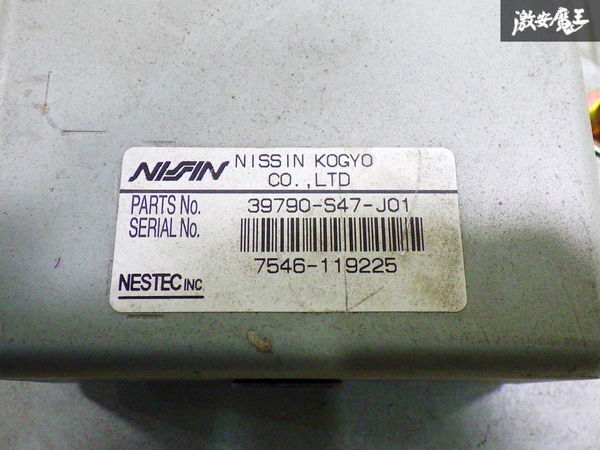 激安魔王
NISSIN NISSIN KOGYO
CO.,LTD
PARTS No. 39790-S47-J01
SERIAL No.
7546-119225
NESTEC INC